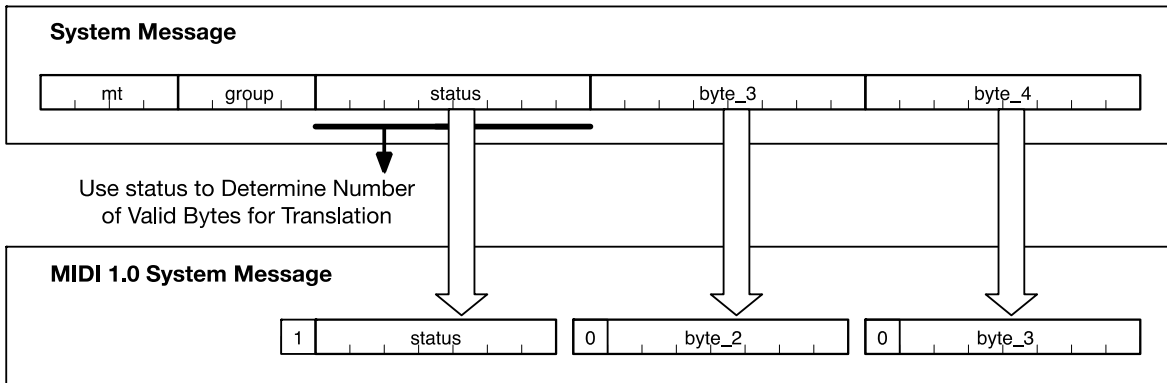 System Message
mt group status byte_3 byte_4
Use status to Determine Number
of Valid Bytes for Translation
MIDI 1.0 System Message
1 status 0 byte_2 0 byte_3